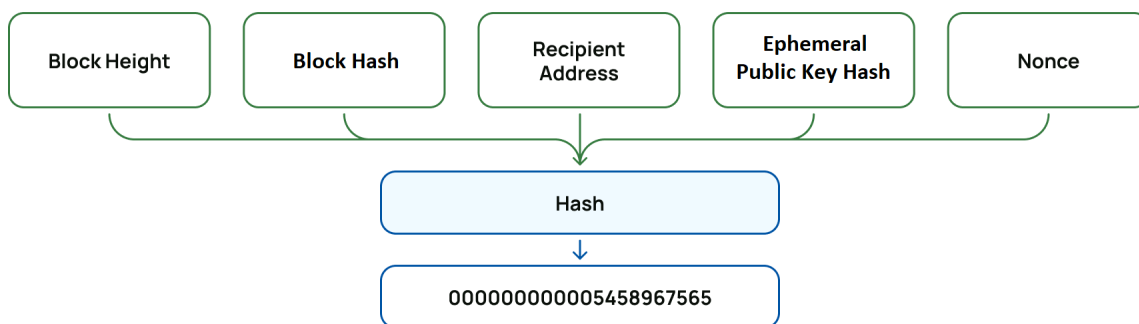 Block Height
Block Hash
Recipient
Address
Ephemeral
Public Key Hash
Nonce
Hash
000000000005458967565